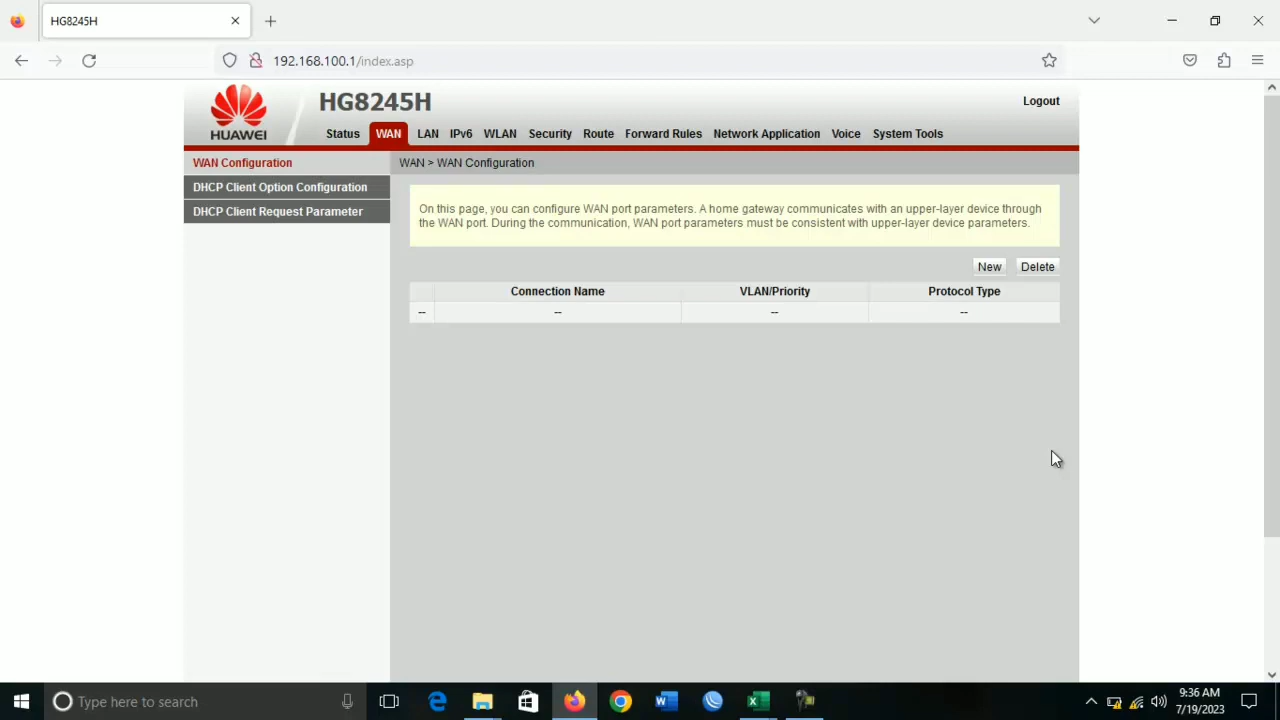 HG8245H
192.168.100.1/index.asp
HUAWEI
HG8245H
Logout
Status WAN LAN IPv6 WLAN Security Route Forward Rules Network Application Voice System Tools
WAN Configuration
DHCP Client Option Configuration
DHCP Client Request Parameter
WAN > WAN Configuration
On this page, you can configure WAN port parameters. A home gateway communicates with an upper-layer device through
the WAN port. During the communication, WAN port parameters must be consistent with upper-layer device parameters.
New Delete
Connection Name VLAN/Priority Protocol Type
-- -- -- --
Type here to search
9:36 AM
7/19/2023